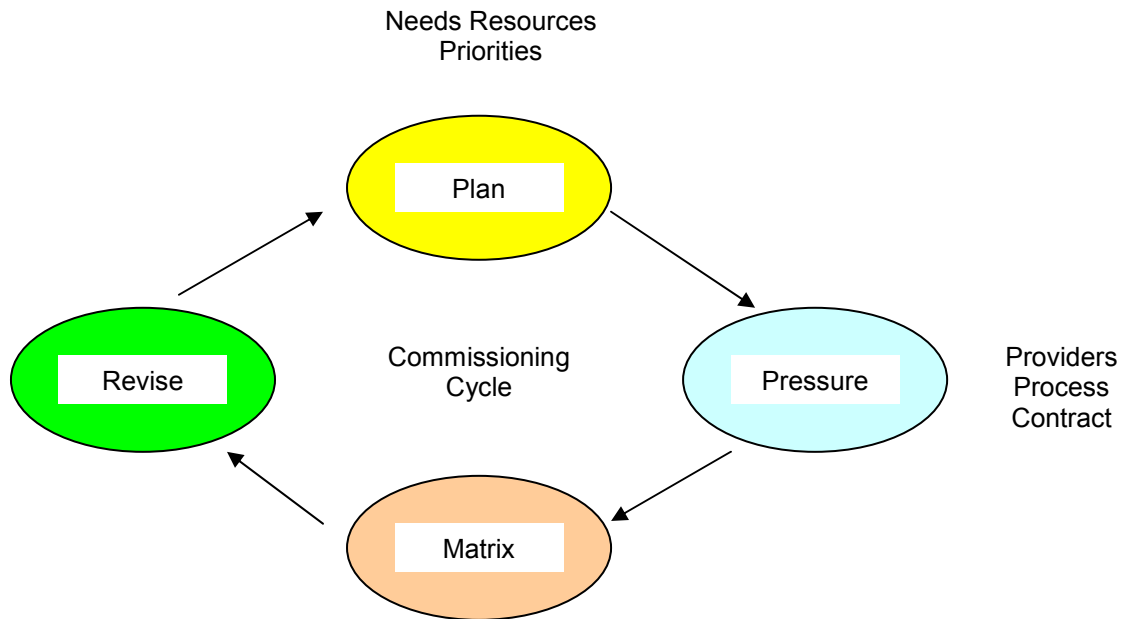 Needs Resources
Priorities
Plan
Revise
Commissioning
Cycle
Pressure
Providers
Process
Contract
Matrix